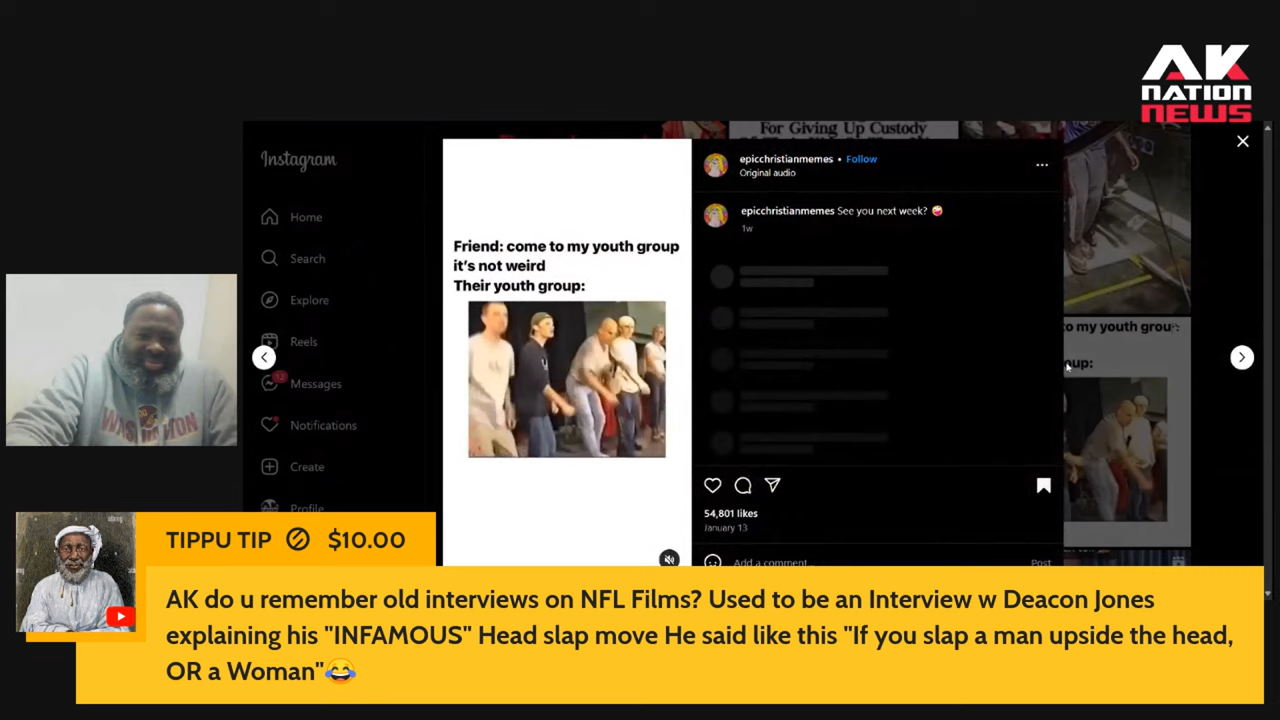 AK
NATION
NEWS
For Giving Up Custody
Instagram
Home
Search
Explore
Reels
Messages
Notifications
Create
Profile
Friend: come to my youth group
it's not weird
Their youth group:
epicchristianmemes • Follow
Original audio
epicchristianmemes See you next week? 🤪
1w
54,801 likes
January 13
Add a comment...
Post
to my youth group:
oup:
WASHINGTON
TIPPU TIP $10.00
AK do u remember old interviews on NFL Films? Used to be an Interview w Deacon Jones
explaining his "INFAMOUS" Head slap move He said like this "If you slap a man upside the head,
OR a Woman"😂